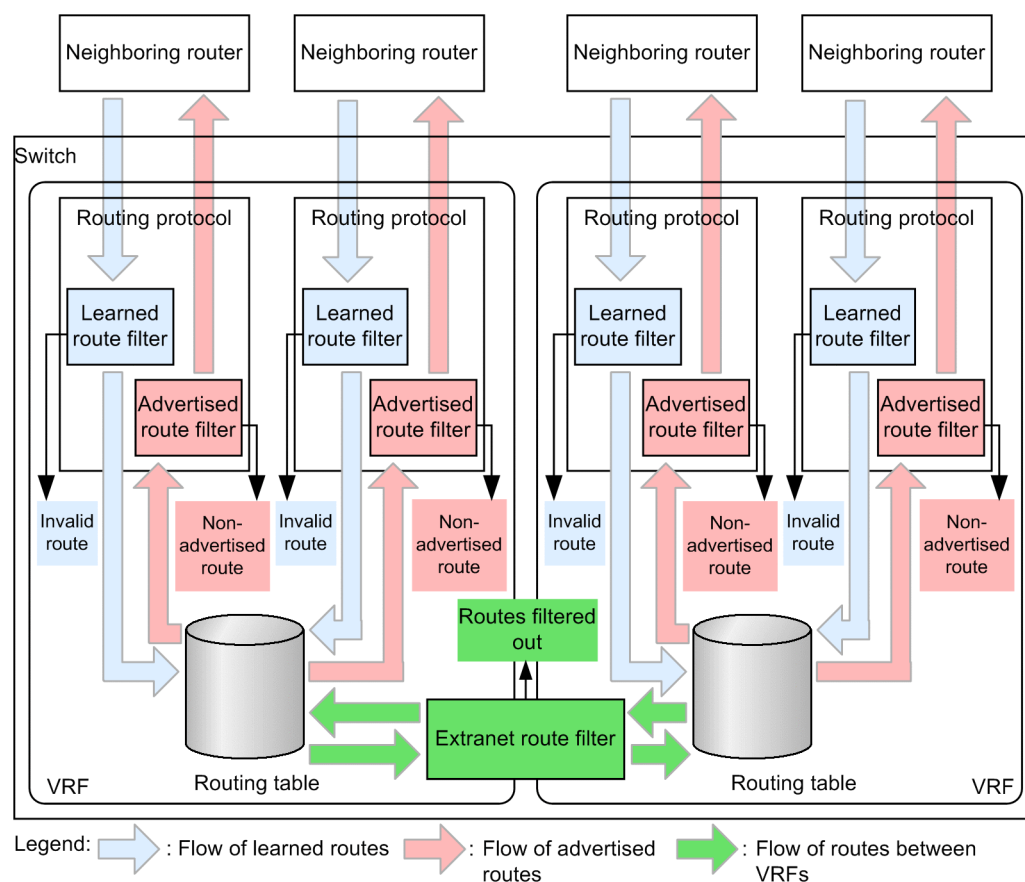 Neighboring router
Neighboring router
Neighboring router
Neighboring router
Switch
Routing protocol
Routing protocol
Routing protocol
Routing protocol
Learned
route filter
Learned
route filter
Learned
route filter
Learned
route filter
Advertised
route filter
Advertised
route filter
Advertised
route filter
Advertised
route filter
Invalid
route
Non-
advertised
route
Invalid
route
Non-
advertised
route
Invalid
route
Non-
advertised
route
Invalid
route
Non-
advertised
route
Routes filtered
out
Extranet route filter
Routing table
Routing table
VRF
VRF
Legend:
: Flow of learned routes
: Flow of advertised
routes
: Flow of routes between
VRFs